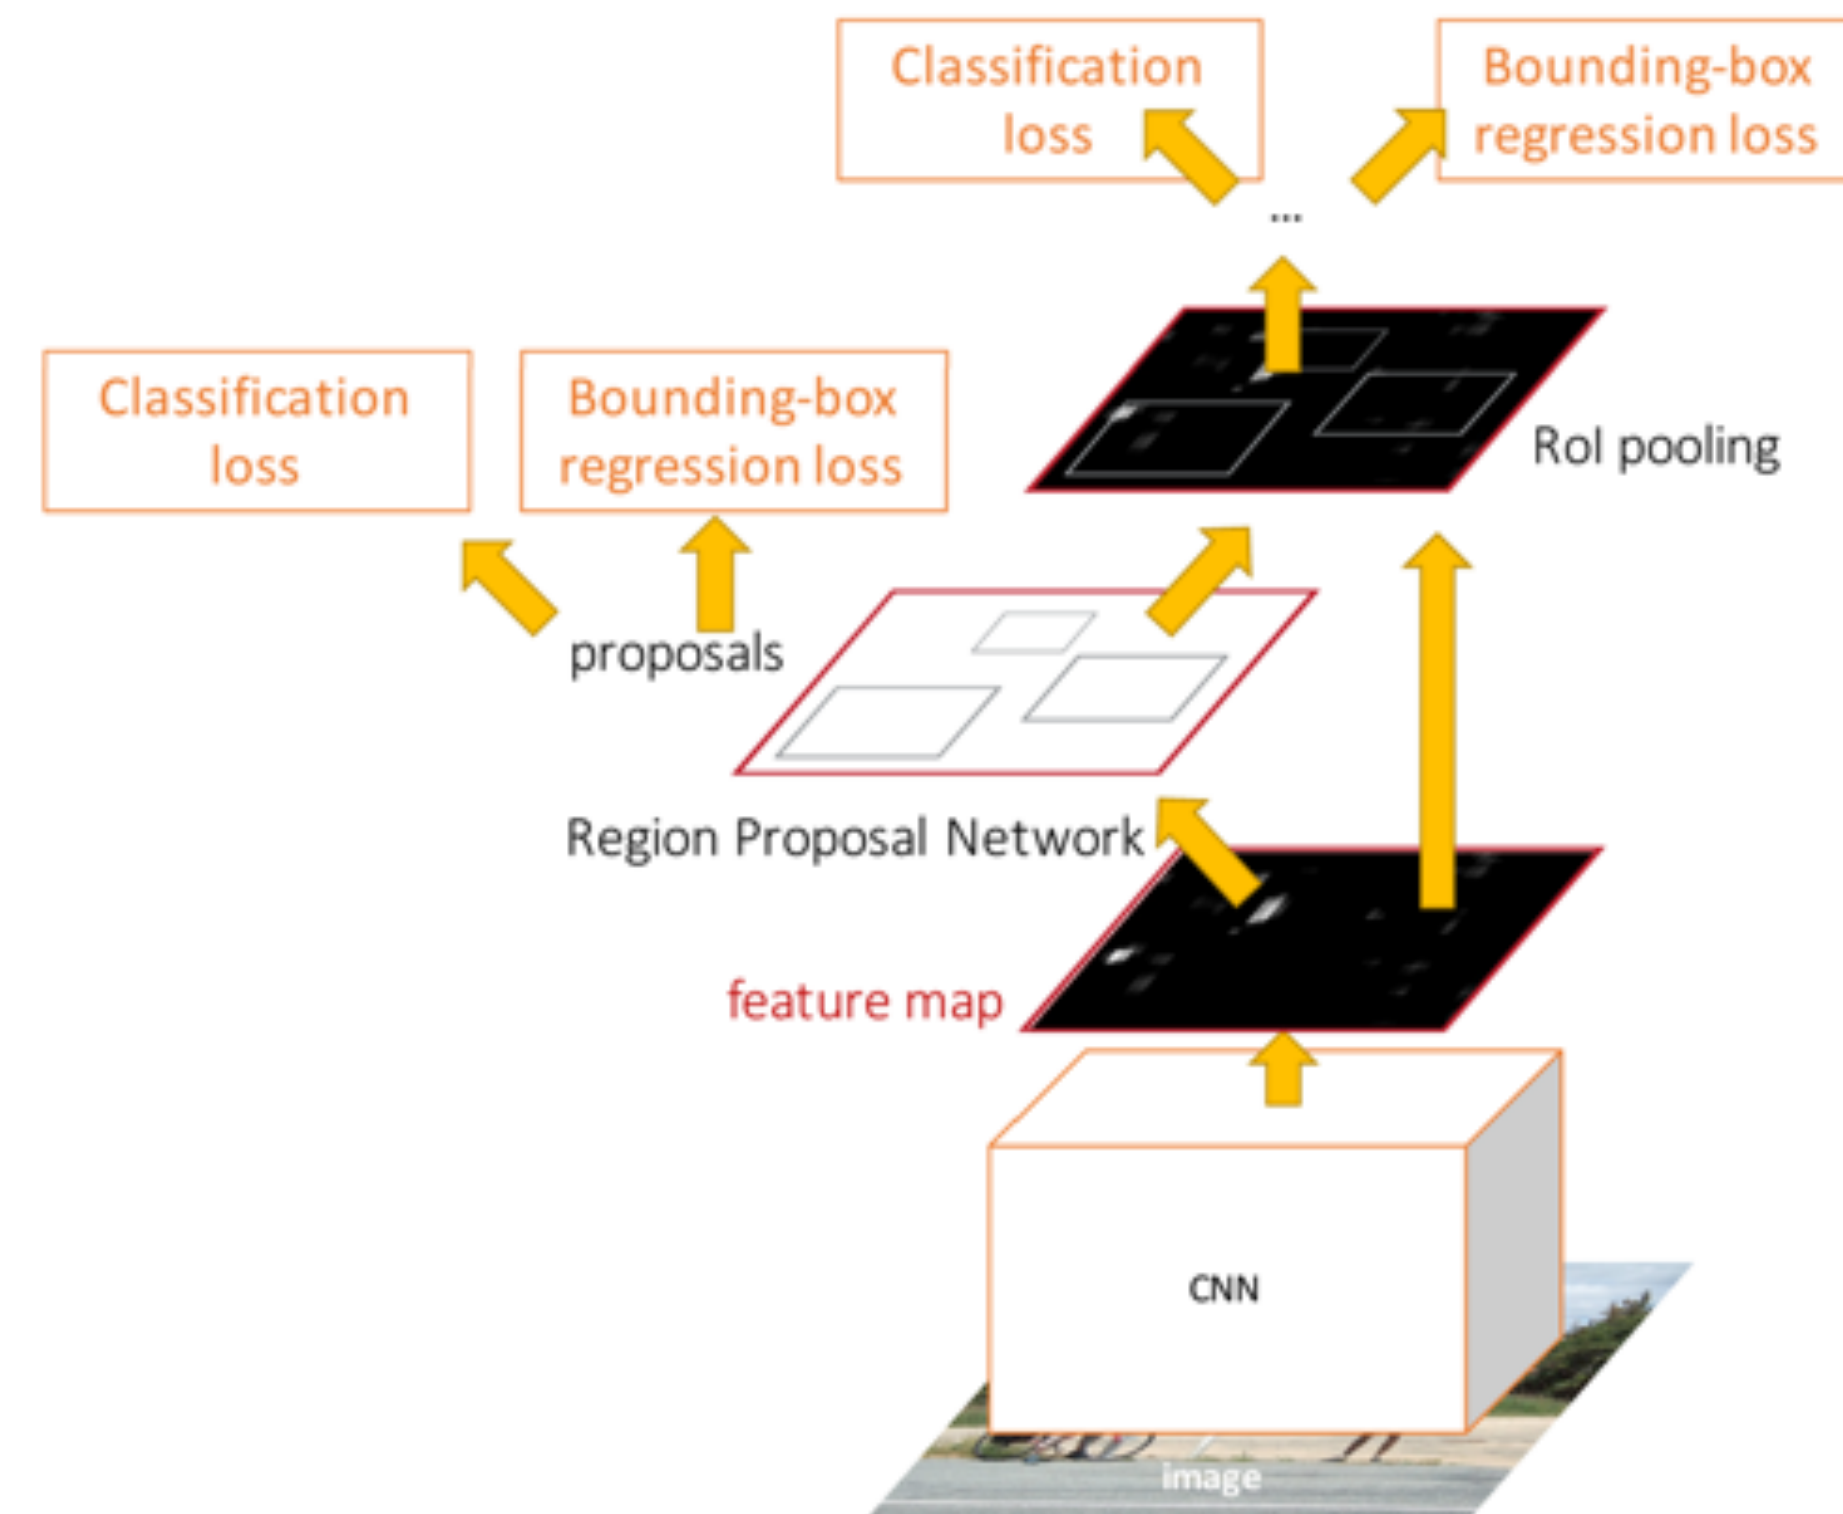 Classification
loss
Bounding-box
regression loss
...
Classification
loss
Bounding-box
regression loss
RoI pooling
proposals
Region Proposal Network
feature map
CNN
image